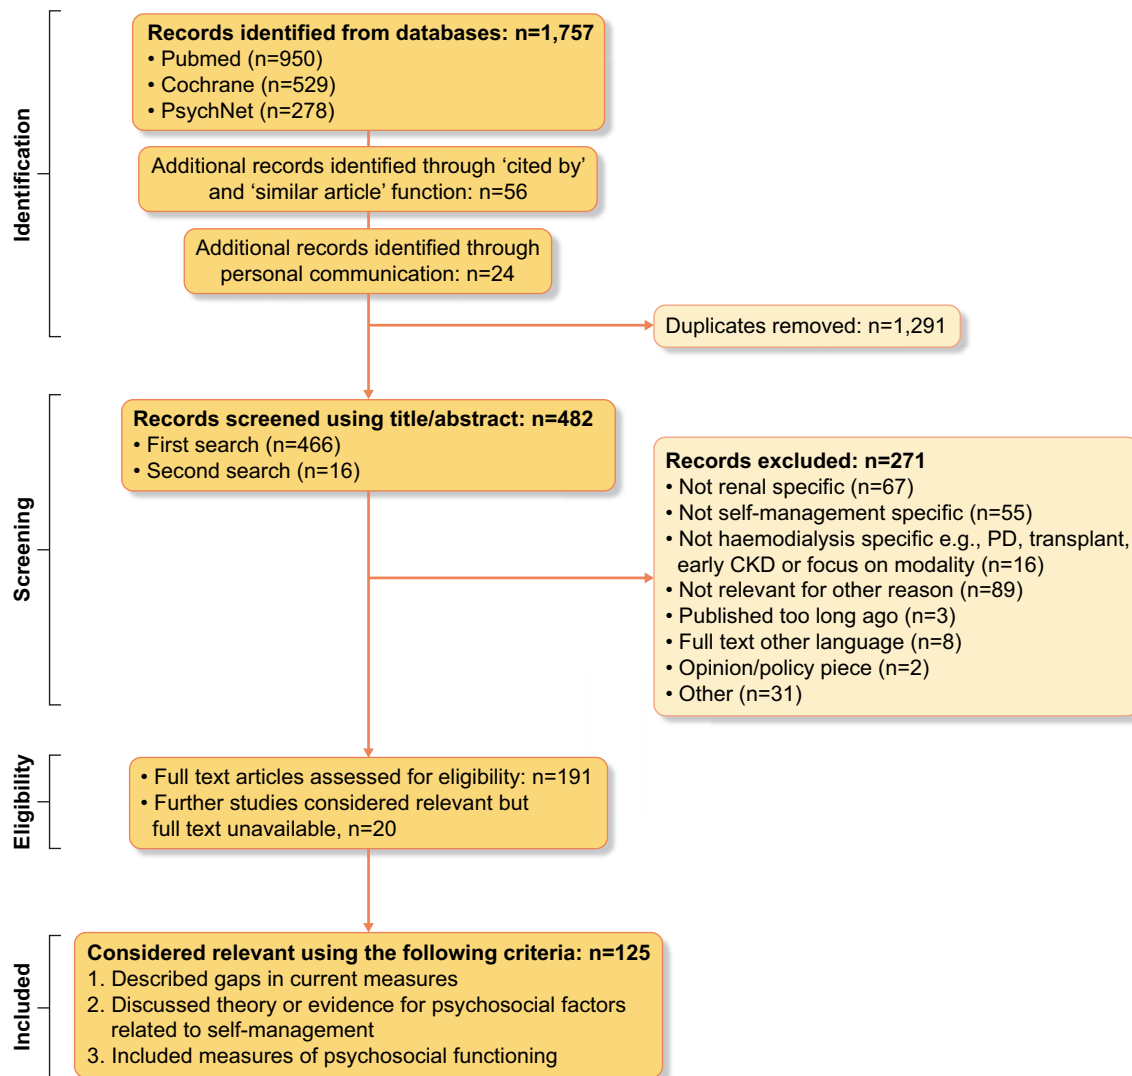 Identification
Records identified from databases: n=1,757
• Pubmed (n=950)
• Cochrane (n=529)
• PsychNet (n=278)
Additional records identified through ‘cited by’
and ‘similar article’ function: n=56
Additional records identified through
personal communication: n=24
Duplicates removed: n=1,291
Screening
Records screened using title/abstract: n=482
• First search (n=466)
• Second search (n=16)
Records excluded: n=271
• Not renal specific (n=67)
• Not self-management specific (n=55)
• Not haemodialysis specific e.g., PD, transplant,
early CKD or focus on modality (n=16)
• Not relevant for other reason (n=89)
• Published too long ago (n=3)
• Full text other language (n=8)
• Opinion/policy piece (n=2)
• Other (n=31)
Eligibility
• Full text articles assessed for eligibility: n=191
• Further studies considered relevant but
full text unavailable, n=20
Included
Considered relevant using the following criteria: n=125
1. Described gaps in current measures
2. Discussed theory or evidence for psychosocial factors
related to self-management
3. Included measures of psychosocial functioning